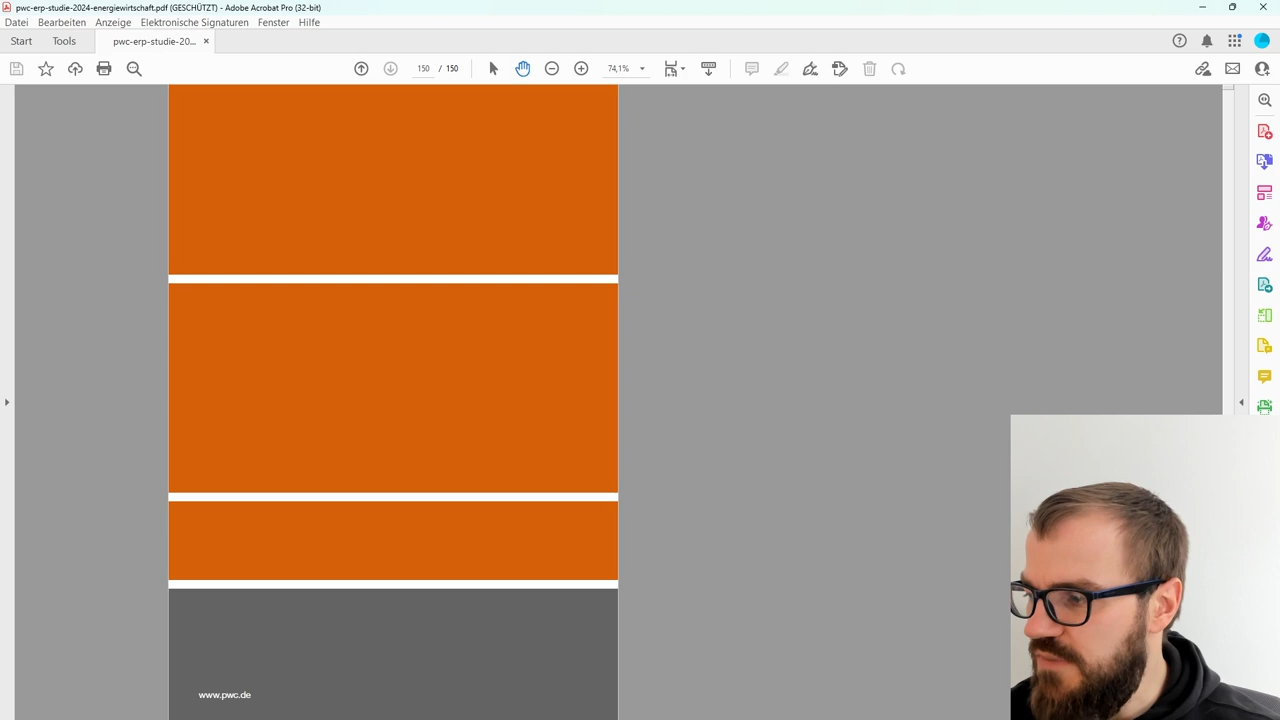 pwc-erp-studie-2024-energiewirtschaft.pdf (GESCHÜTZT) - Adobe Acrobat Pro (32-bit)
Datei Bearbeiten Anzeige Elektronische Signaturen Fenster Hilfe
Start Tools pwc-erp-studie-20... ×
150 / 150 74,1%
www.pwc.de